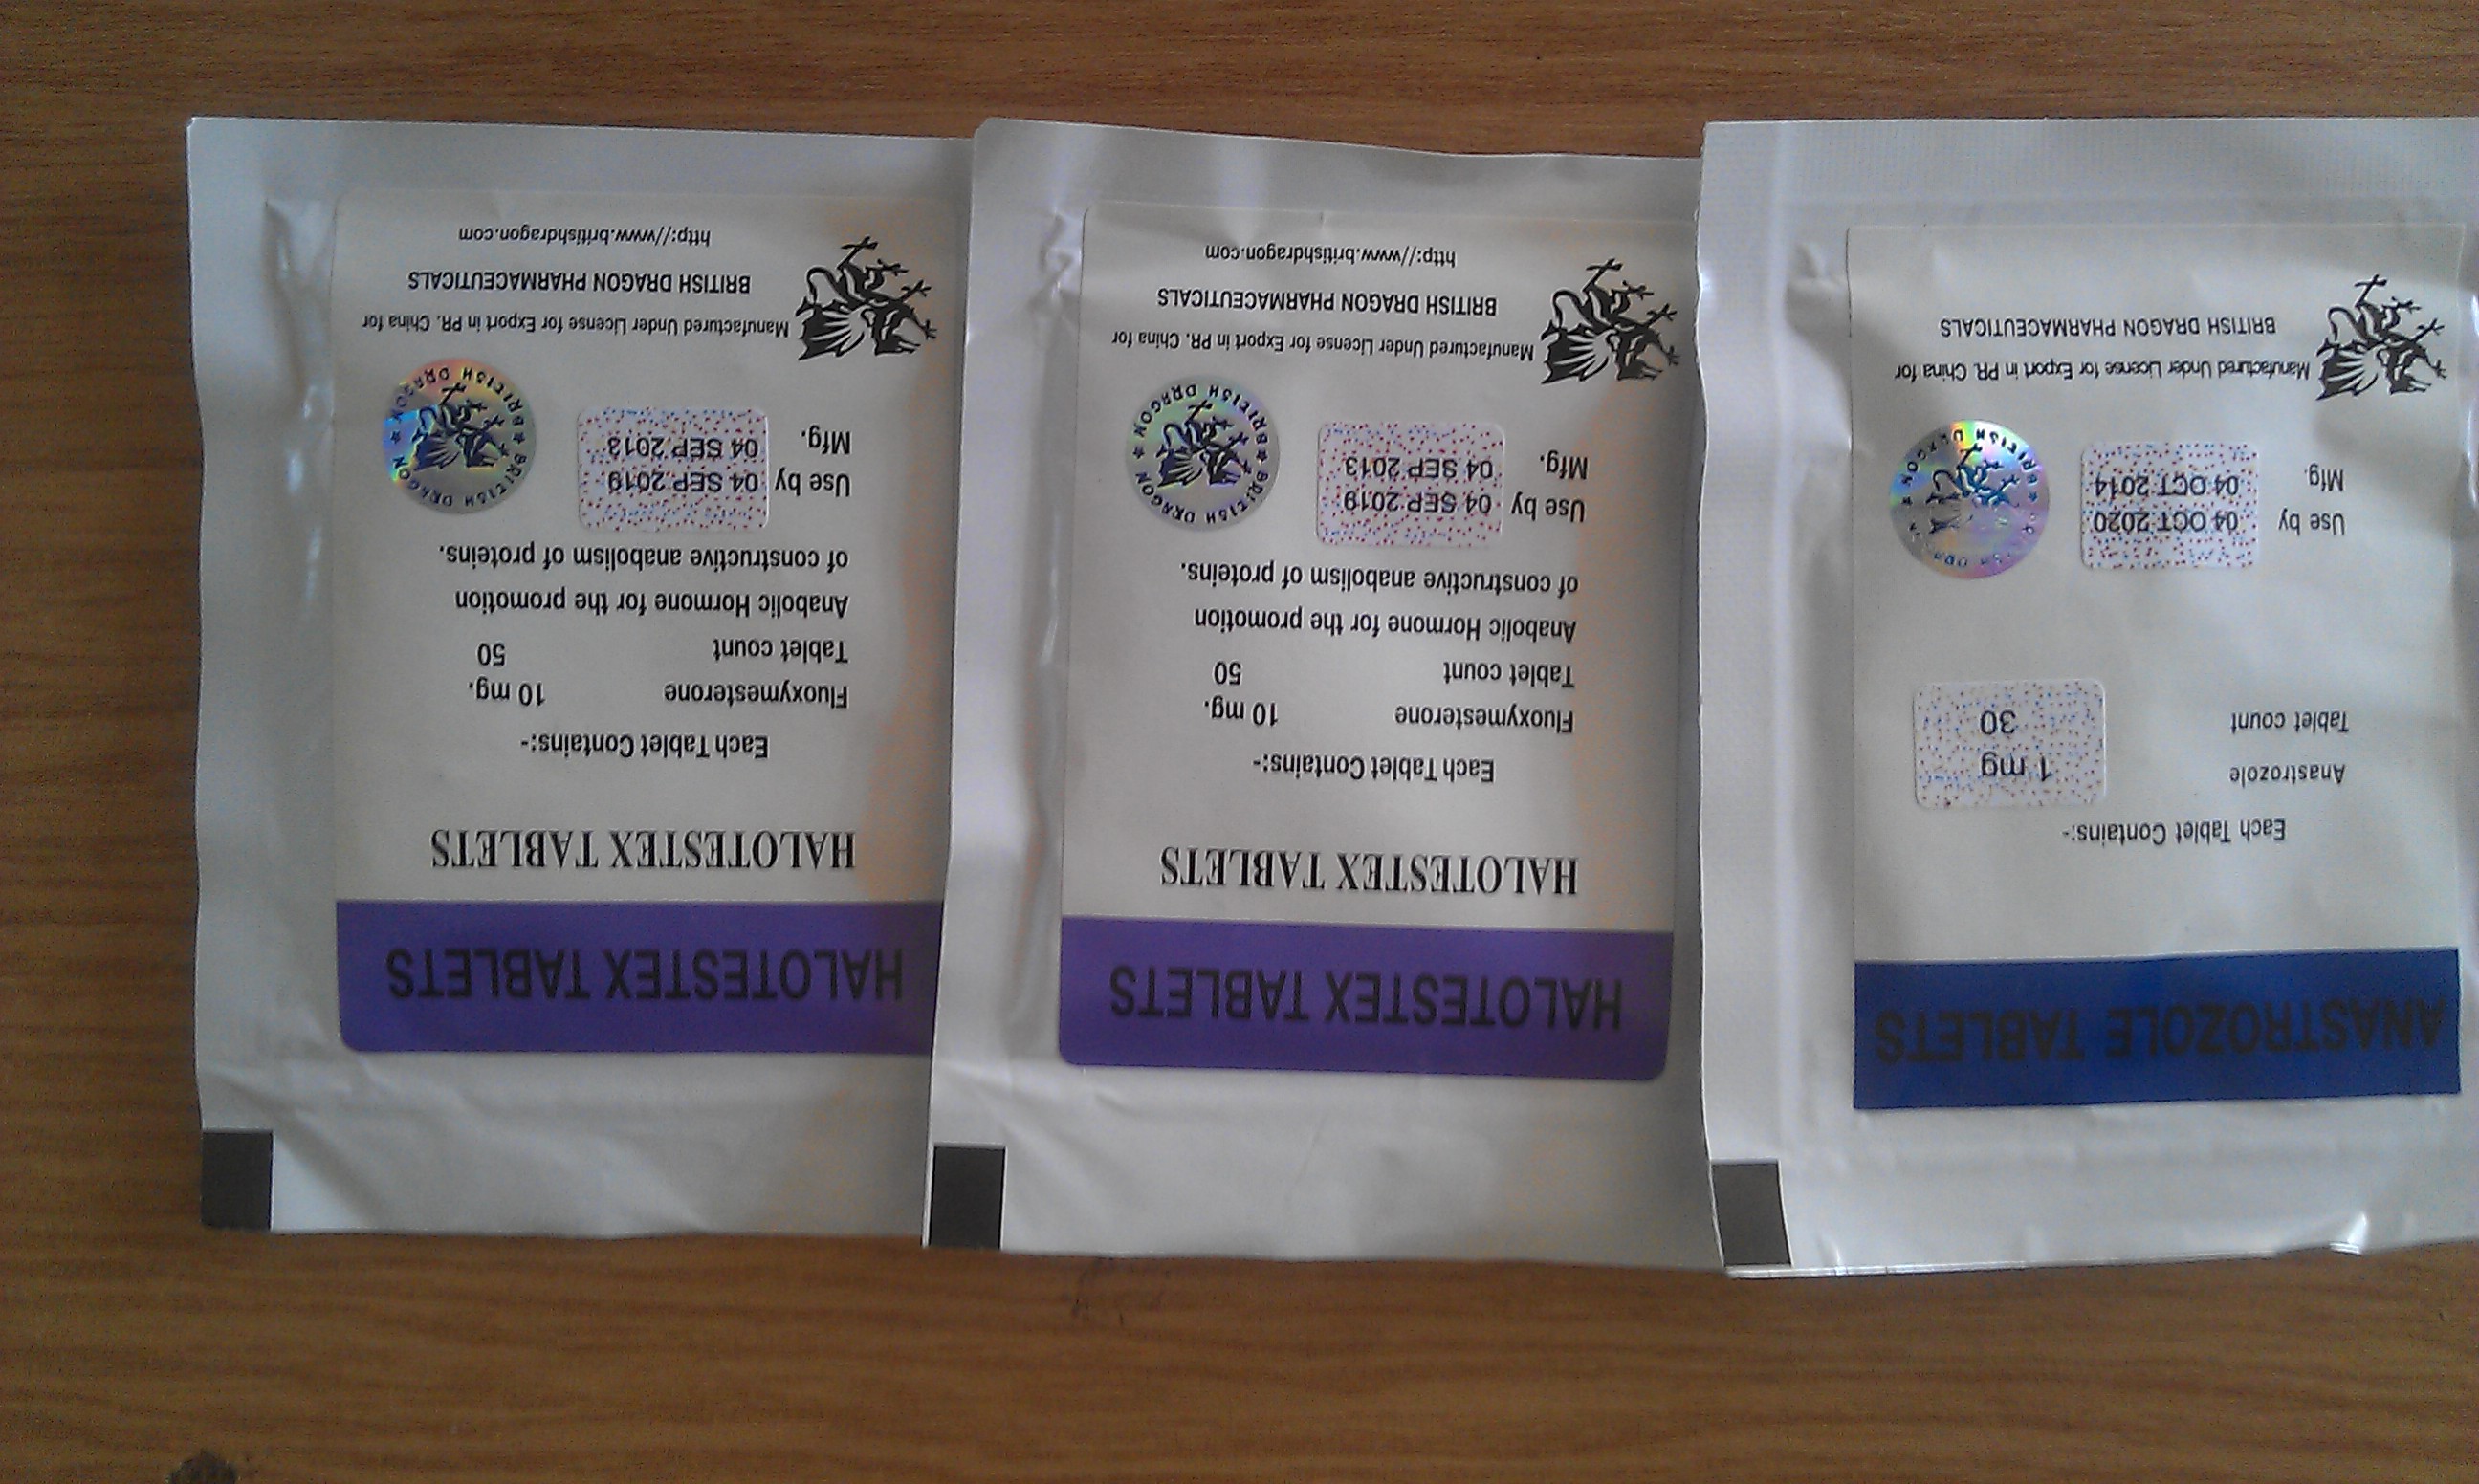 HALOTESTEX TABLETS
HALOTESTEX TABLETS
Each Tablet Contains:-
Fluoxymesterone 10 mg.
Tablet count 50
Anabolic Hormone for the promotion
of constructive anabolism of proteins.
Use by 04 SEP 2019
Mfg. 04 SEP 2013
BRITISH DRAGON ★ BRITISH DRAGON ★
Manufactured Under License for Export in PR. China for
BRITISH DRAGON PHARMACEUTICALS
http://www.britishdragon.com
HALOTESTEX TABLETS
HALOTESTEX TABLETS
Each Tablet Contains:-
Fluoxymesterone 10 mg.
Tablet count 50
Anabolic Hormone for the promotion
of constructive anabolism of proteins.
Use by 04 SEP 2019
Mfg. 04 SEP 2013
BRITISH DRAGON ★ BRITISH DRAGON ★
Manufactured Under License for Export in PR. China for
BRITISH DRAGON PHARMACEUTICALS
http://www.britishdragon.com
ANASTROZOLE TABLETS
Each Tablet Contains:-
Anastrozole 1 mg
Tablet count 30
Use by 04 OCT 2020
Mfg. 04 OCT 2014
Manufactured Under License for Export in PR. China for
BRITISH DRAGON PHARMACEUTICALS